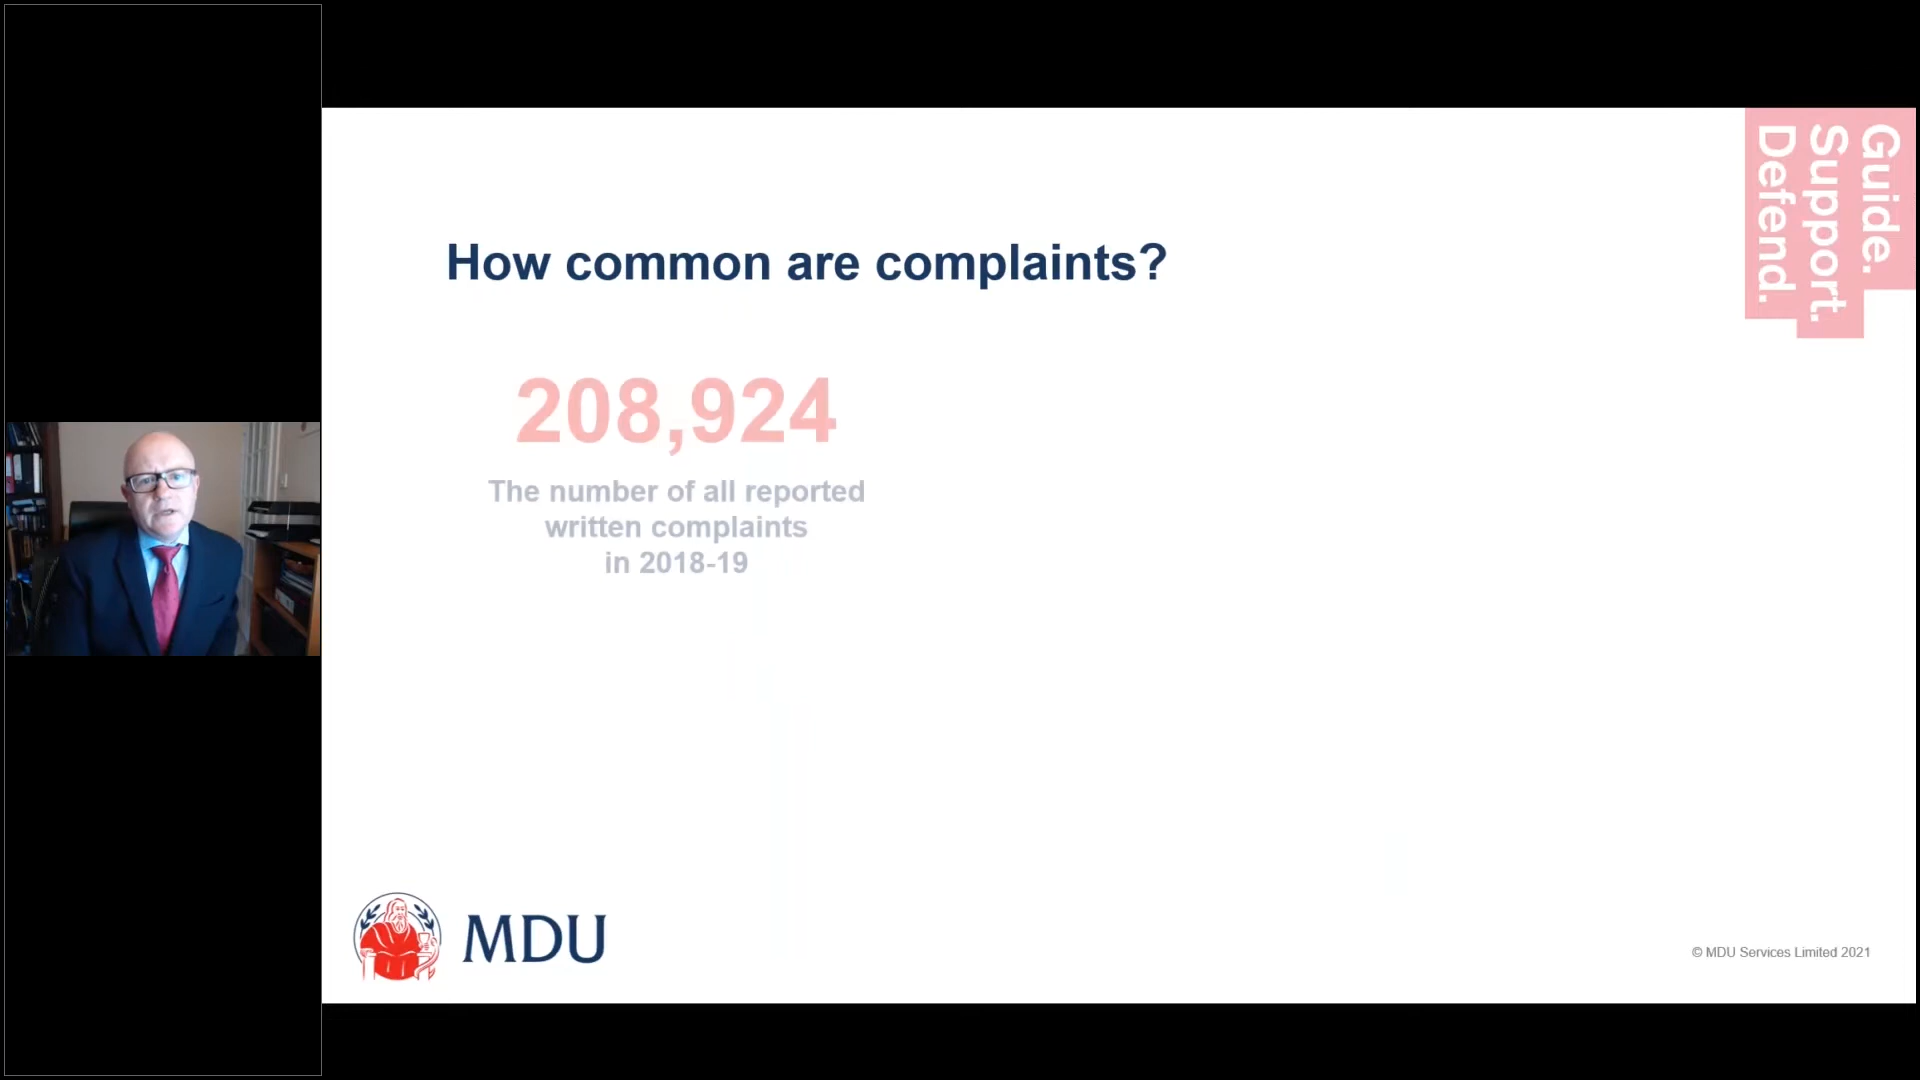 Guide.
Support.
Defend.
How common are complaints?
208,924
The number of all reported
written complaints
in 2018-19
MDU
© MDU Services Limited 2021